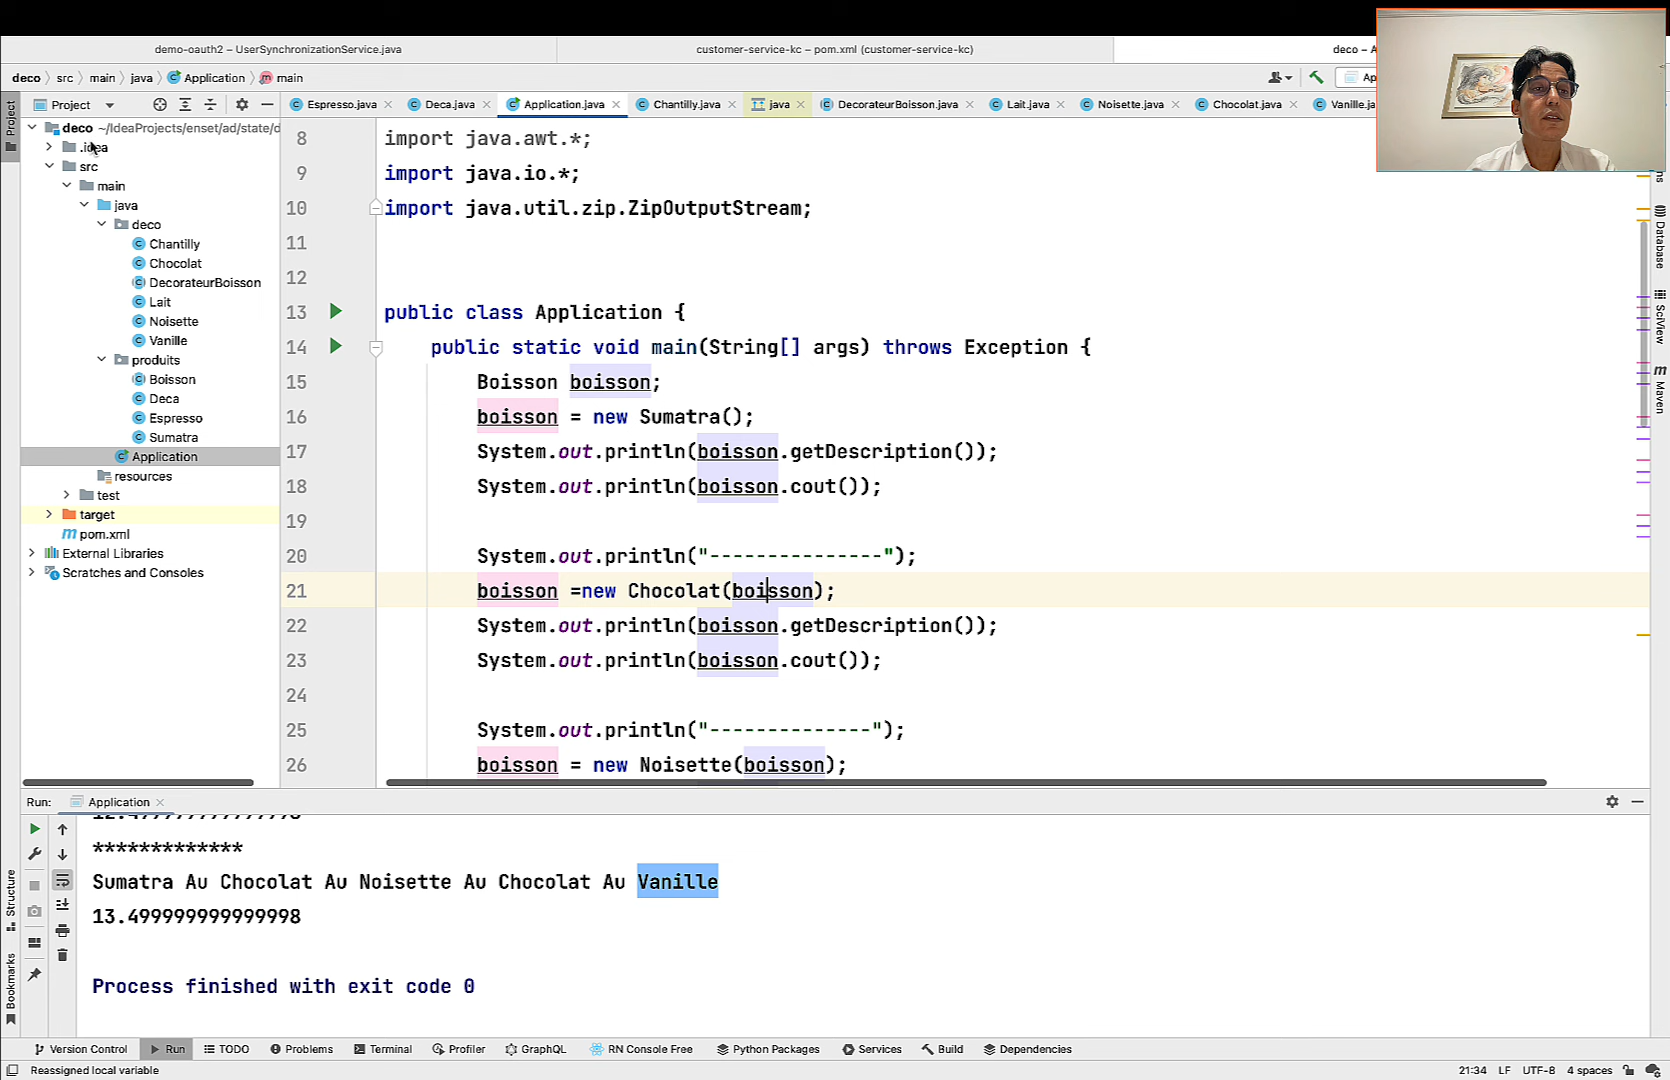 demo-oauth2 – UserSynchronizationService.java
customer-service-kc – pom.xml (customer-service-kc)
deco – A
deco 〉 src 〉 main 〉 java 〉 Application 〉 main
Ap
Project
Espresso.java
Deca.java
Application.java
Chantilly.java
java
DecorateurBoisson.java
Lait.java
Noisette.java
Chocolat.java
Vanille.ja
Project
deco ~/IdeaProjects/enset/ad/state/d
.idea
src
main
java
deco
Chantilly
Chocolat
DecorateurBoisson
Lait
Noisette
Vanille
produits
Boisson
Deca
Espresso
Sumatra
Application
resources
test
target
pom.xml
External Libraries
Scratches and Consoles
8 import java.awt.*;
9 import java.io.*;
10 import java.util.zip.ZipOutputStream;
11
12
13 public class Application {
14 public static void main(String[] args) throws Exception {
15 Boisson boisson;
16 boisson = new Sumatra();
17 System.out.println(boisson.getDescription());
18 System.out.println(boisson.cout());
19
20 System.out.println("---------------");
21 boisson =new Chocolat(boisson);
22 System.out.println(boisson.getDescription());
23 System.out.println(boisson.cout());
24
25 System.out.println("--------------");
26 boisson = new Noisette(boisson);
Database
SciView
Maven
Run: Application
*************
Sumatra Au Chocolat Au Noisette Au Chocolat Au Vanille
13.499999999999998
Process finished with exit code 0
Structure
Bookmarks
Version Control
Run
TODO
Problems
Terminal
Profiler
GraphQL
RN Console Free
Python Packages
Services
Build
Dependencies
Reassigned local variable
21:34 LF UTF-8 4 spaces